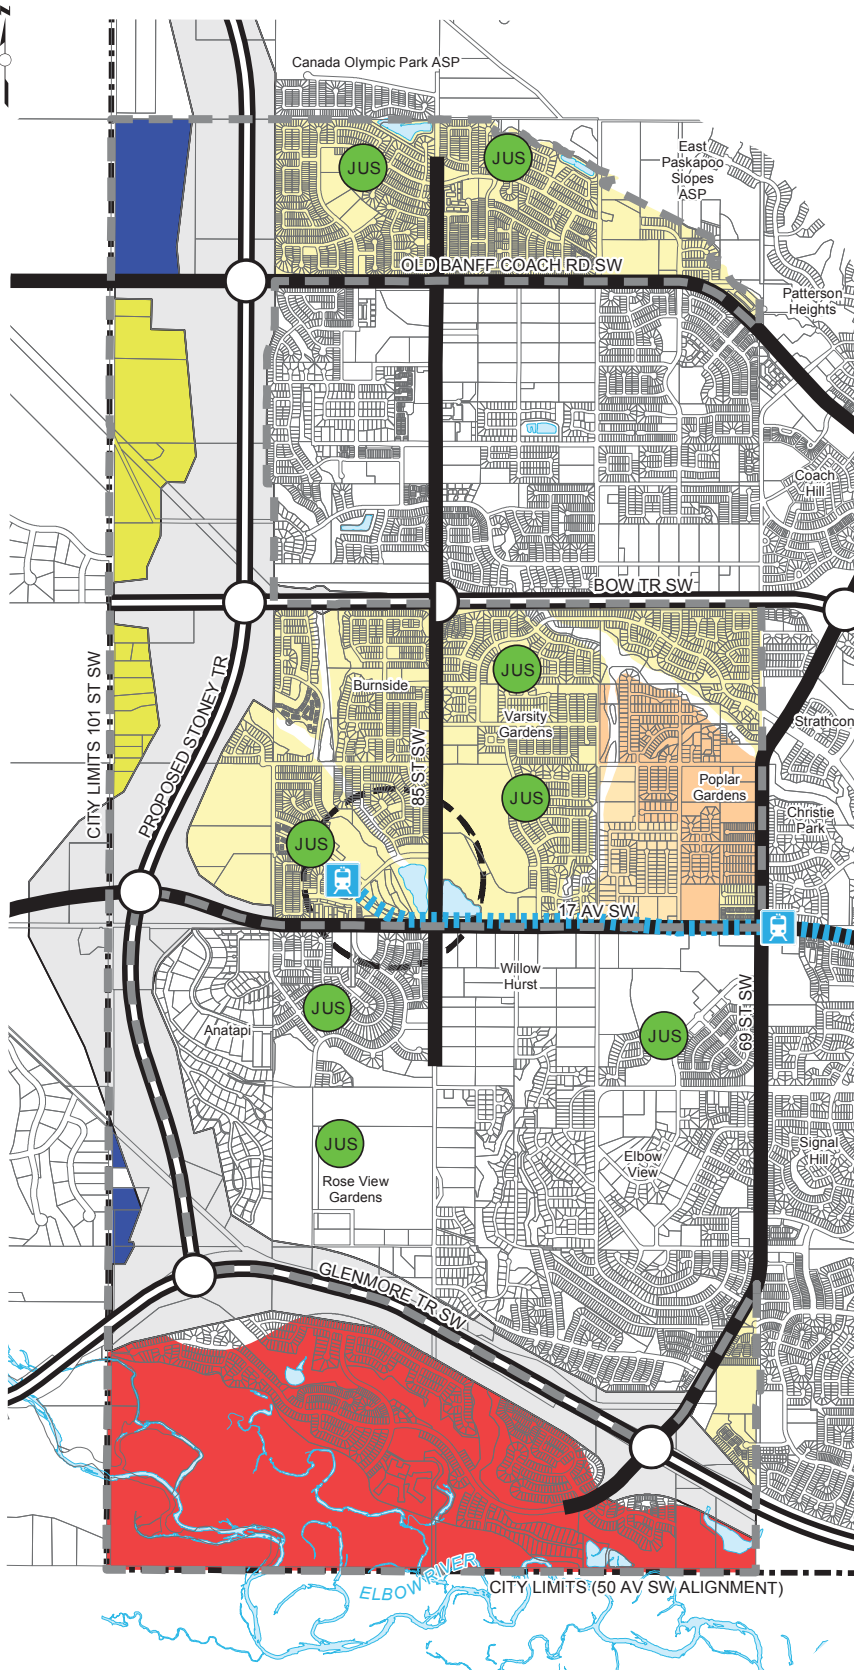 Canada Olympic Park ASP
East
Paskapoo
Slopes
ASP
JUS
JUS
OLD BANFF COACH RD SW
Patterson
Heights
Coach
Hill
BOW TR SW
CITY LIMITS 101 ST SW
PROPOSED STONEY TR
Burnside
85 ST SW
JUS
Varsity
Gardens
Strathcon
Poplar
Gardens
JUS
Christie
Park
JUS
17 AV SW
Willow
Hurst
Anatapi
JUS
JUS
69 ST SW
JUS
Rose View
Gardens
Elbow
View
Signal
Hill
GLENMORE TR SW
ELBOW RIVER
CITY LIMITS (50 AV SW ALIGNMENT)